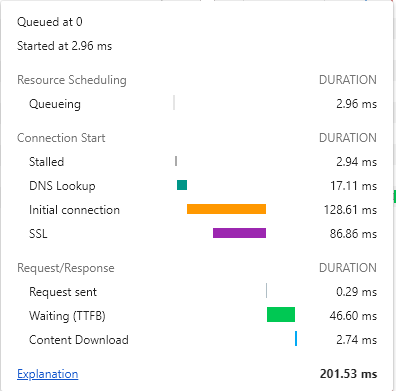 Queued at 0
Started at 2.96 ms
Resource Scheduling DURATION
Queueing 2.96 ms
Connection Start DURATION
Stalled 2.94 ms
DNS Lookup 17.11 ms
Initial connection 128.61 ms
SSL 86.86 ms
Request/Response DURATION
Request sent 0.29 ms
Waiting (TTFB) 46.60 ms
Content Download 2.74 ms
Explanation 201.53 ms